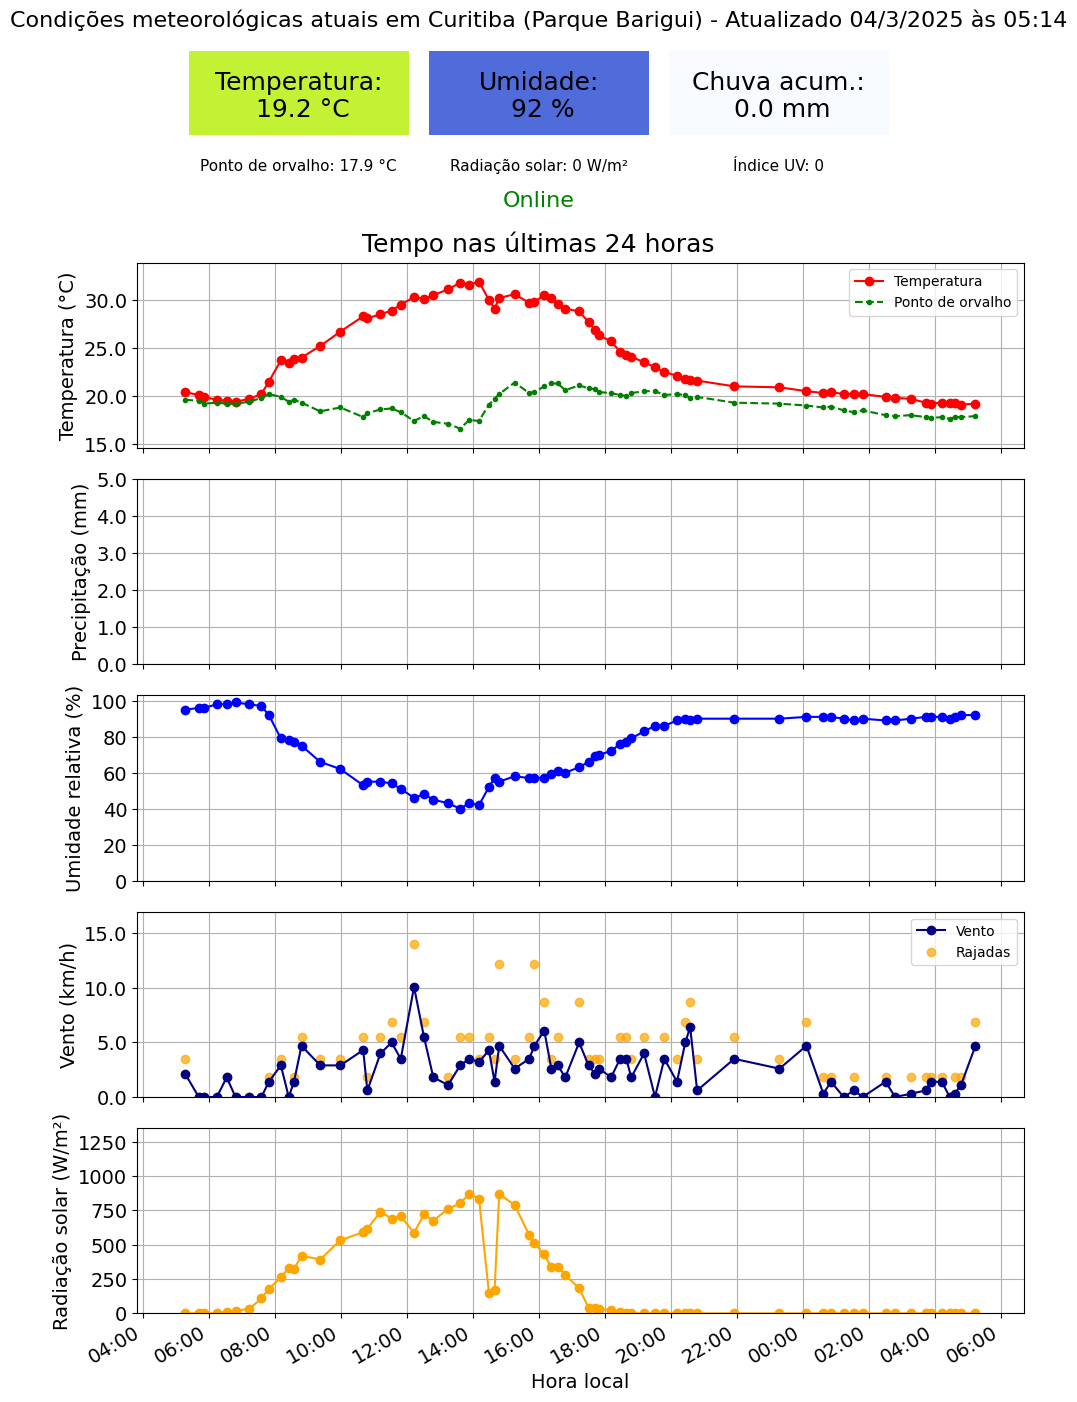 Condições meteorológicas atuais em Curitiba (Parque Barigui) - Atualizado 04/3/2025 às 05:14
Temperatura:
19.2 °C
Umidade:
92 %
Chuva acum.:
0.0 mm
Ponto de orvalho: 17.9 °C
Radiação solar: 0 W/m²
Índice UV: 0
Online
Tempo nas últimas 24 horas
Temperatura (°C)
30.0
25.0
20.0
15.0
Temperatura
Ponto de orvalho
Precipitação (mm)
5.0
4.0
3.0
2.0
1.0
0.0
Umidade relativa (%)
100
80
60
40
20
0
Vento (km/h)
15.0
10.0
5.0
0.0
Vento
Rajadas
Radiação solar (W/m²)
1250
1000
750
500
250
0
04:00 06:00 08:00 10:00 12:00 14:00 16:00 18:00 20:00 22:00 00:00 02:00 04:00 06:00
Hora local